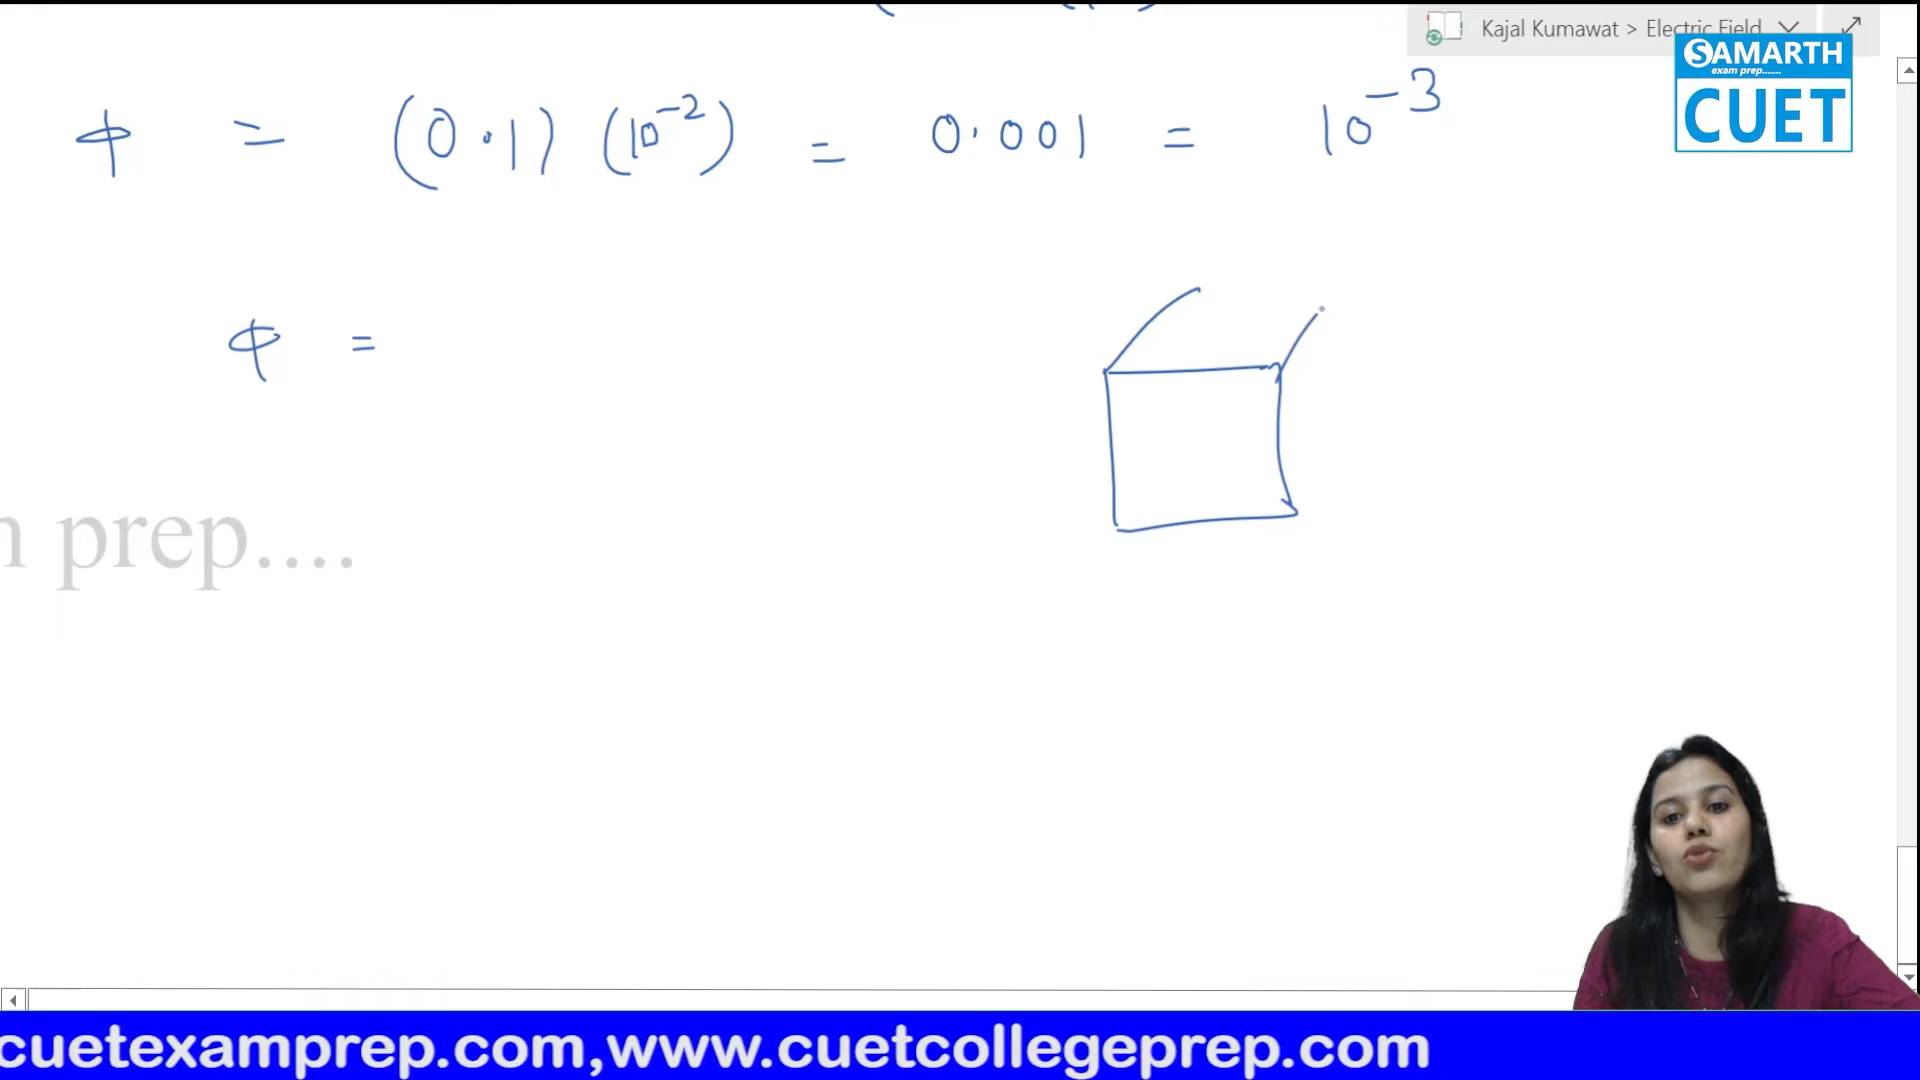 Kajal Kumawat > Electric Field
SAMARTH
exam prep.......
CUET
φ = (0.1) (10⁻²) = 0.001 = 10⁻³
φ =
prep....
cuetexamprep.com,www.cuetcollegeprep.com